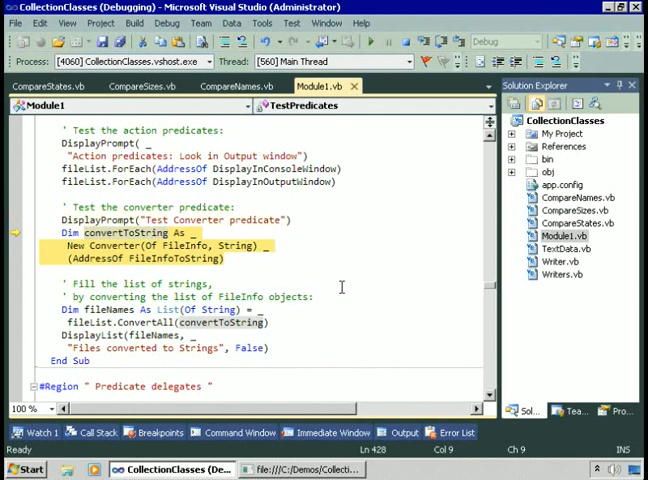 CollectionClasses (Debugging) - Microsoft Visual Studio (Administrator)
File Edit View Project Build Debug Team Data Tools Test Window Help
Debug
Process: [4060] CollectionClasses.vshost.exe Thread: [560] Main Thread
CompareStates.vb CompareSizes.vb CompareNames.vb Module1.vb
Module1 TestPredicates
' Test the action predicates:
DisplayPrompt( _
"Action predicates: Look in Output window")
fileList.ForEach(AddressOf DisplayInConsoleWindow)
fileList.ForEach(AddressOf DisplayInOutputWindow)
' Test the converter predicate:
DisplayPrompt("Test Converter predicate")
Dim convertToString As _
New Converter(Of FileInfo, String) _
(AddressOf FileInfoToString)
' Fill the list of strings,
' by converting the list of FileInfo objects:
Dim fileNames As List(Of String) = _
fileList.ConvertAll(convertToString)
DisplayList(fileNames, _
"Files converted to Strings", False)
End Sub
#Region " Predicate delegates "
100 %
Solution Explorer
CollectionClasses
My Project
References
bin
obj
app.config
CompareNames.vb
CompareSizes.vb
CompareStates.vb
Module1.vb
TextData.vb
Writer.vb
Writers.vb
Sol... Tea... Pro...
Watch 1 Call Stack Breakpoints Command Window Immediate Window Output Error List
Ready Ln 428 Col 9 Ch 9 INS
Start CollectionClasses (De... file:///C:/Demos/Collecti...